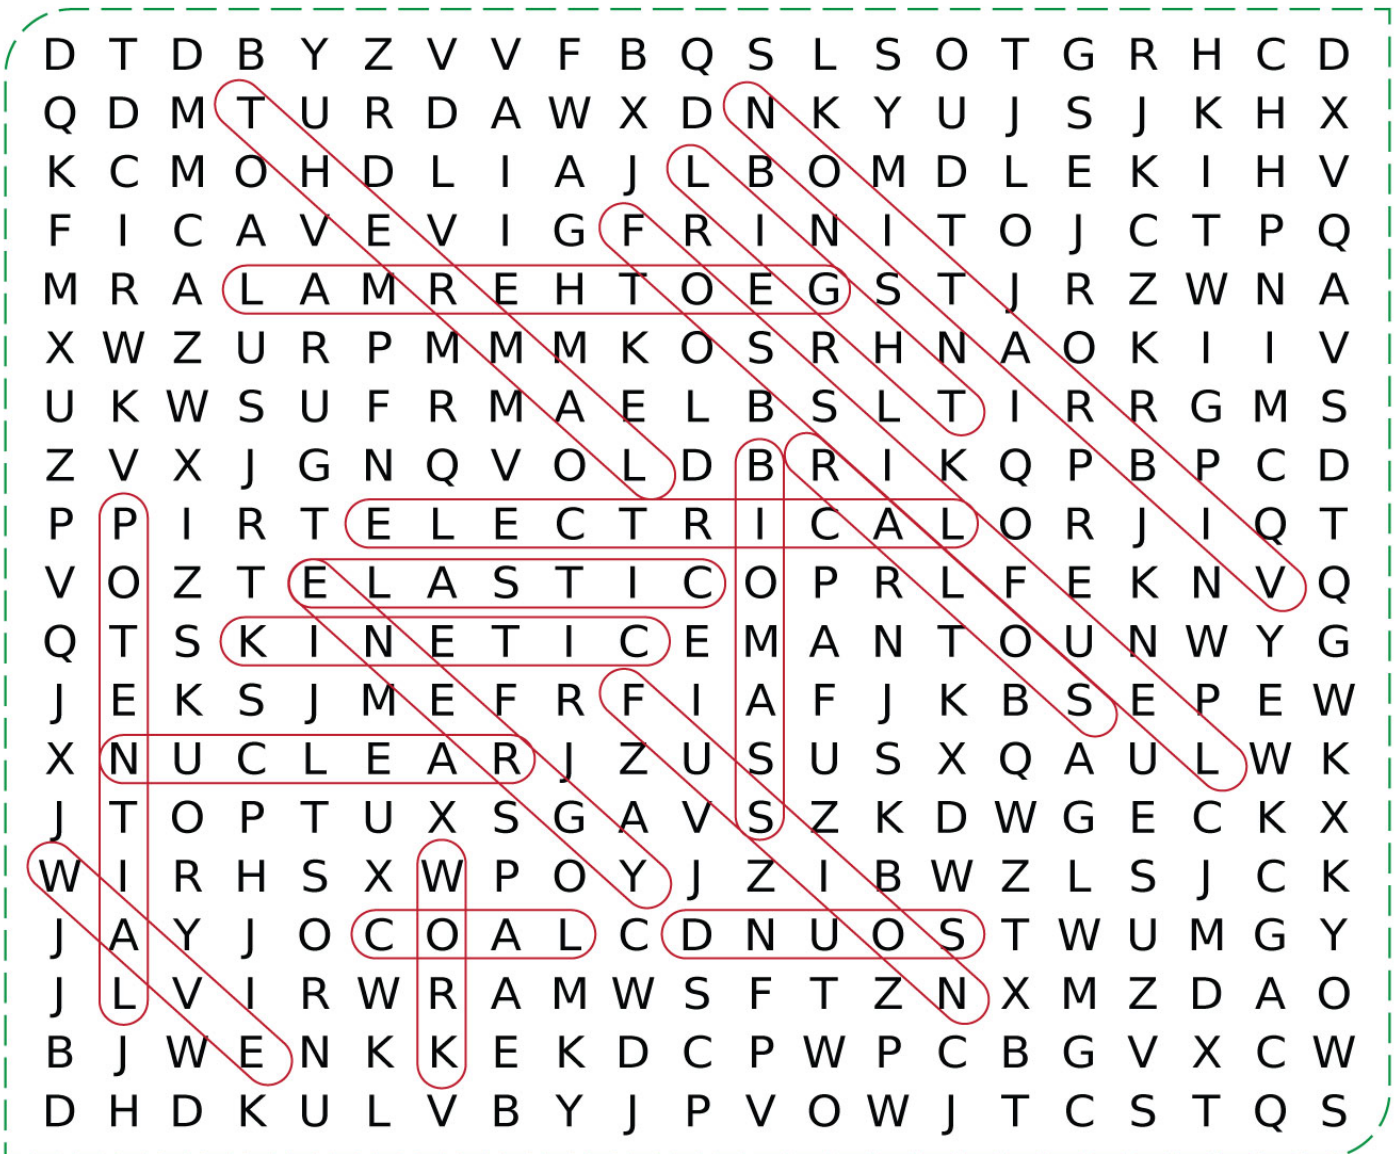 D T D B Y Z V V F B Q S L S O T G R H C D
Q D M T U R D A W X D N K Y U J S J K H X
K C M O H D L I A J L B O M D L E K I H V
F I C A V E V I G F R I N I T O J C T P Q
M R A L A M R E H T O E G S T J R Z W N A
X W Z U R P M M M K O S R H N A O K I I V
U K W S U F R M A E L B S L T I R R G M S
Z V X J G N Q V O L D B R I K Q P B P C D
P P I R T E L E C T R I C A L O R J I Q T
V O Z T E L A S T I C O P R L F E K N V Q
Q T S K I N E T I C E M A N T O U N W Y G
J E K S J M E F R F I A F J K B S E P E W
X N U C L E A R J Z U S U S X Q A U L W K
J T O P T U X S G A V S Z K D W G E C K X
W I R H S X W P O Y J Z I B W Z L S J C K
J A Y J O C O A L C D N U O S T W U M G Y
J L V I R W R A M W S F T Z N X M Z D A O
B J W E N K K E K D C P W P C B G V X C W
D H D K U L V B Y J P V O W J T C S T Q S